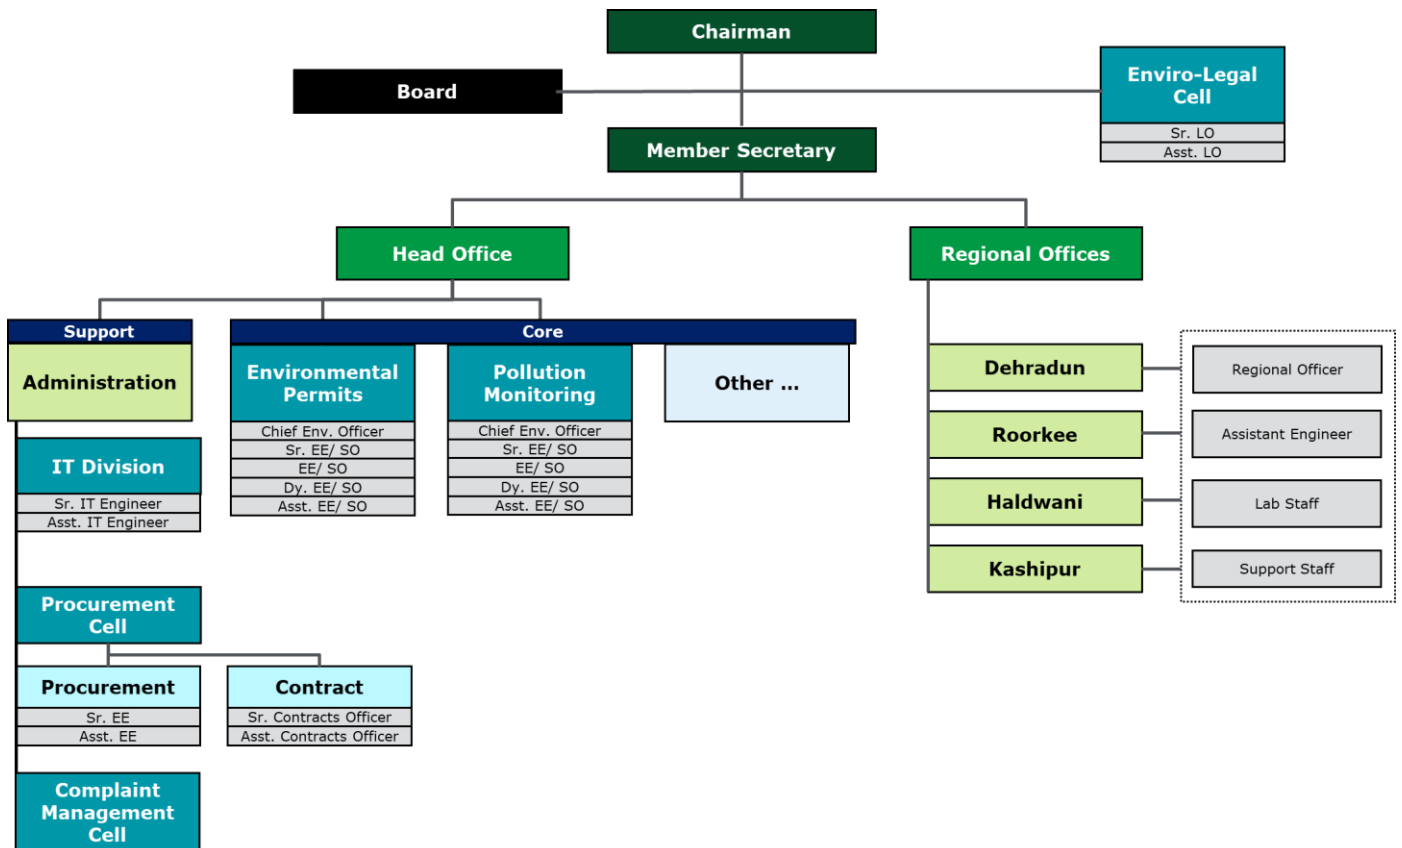 Chairman
Board
Enviro-Legal
Cell
Sr. LO
Asst. LO
Member Secretary
Head Office
Regional Offices
Support
Administration
Core
Environmental
Permits
Chief Env. Officer
Sr. EE/ SO
EE/ SO
Dy. EE/ SO
Asst. EE/ SO
Pollution
Monitoring
Chief Env. Officer
Sr. EE/ SO
EE/ SO
Dy. EE/ SO
Asst. EE/ SO
Other ...
IT Division
Sr. IT Engineer
Asst. IT Engineer
Procurement
Cell
Procurement
Sr. EE
Asst. EE
Contract
Sr. Contracts Officer
Asst. Contracts Officer
Complaint
Management
Cell
Dehradun
Roorkee
Haldwani
Kashipur
Regional Officer
Assistant Engineer
Lab Staff
Support Staff